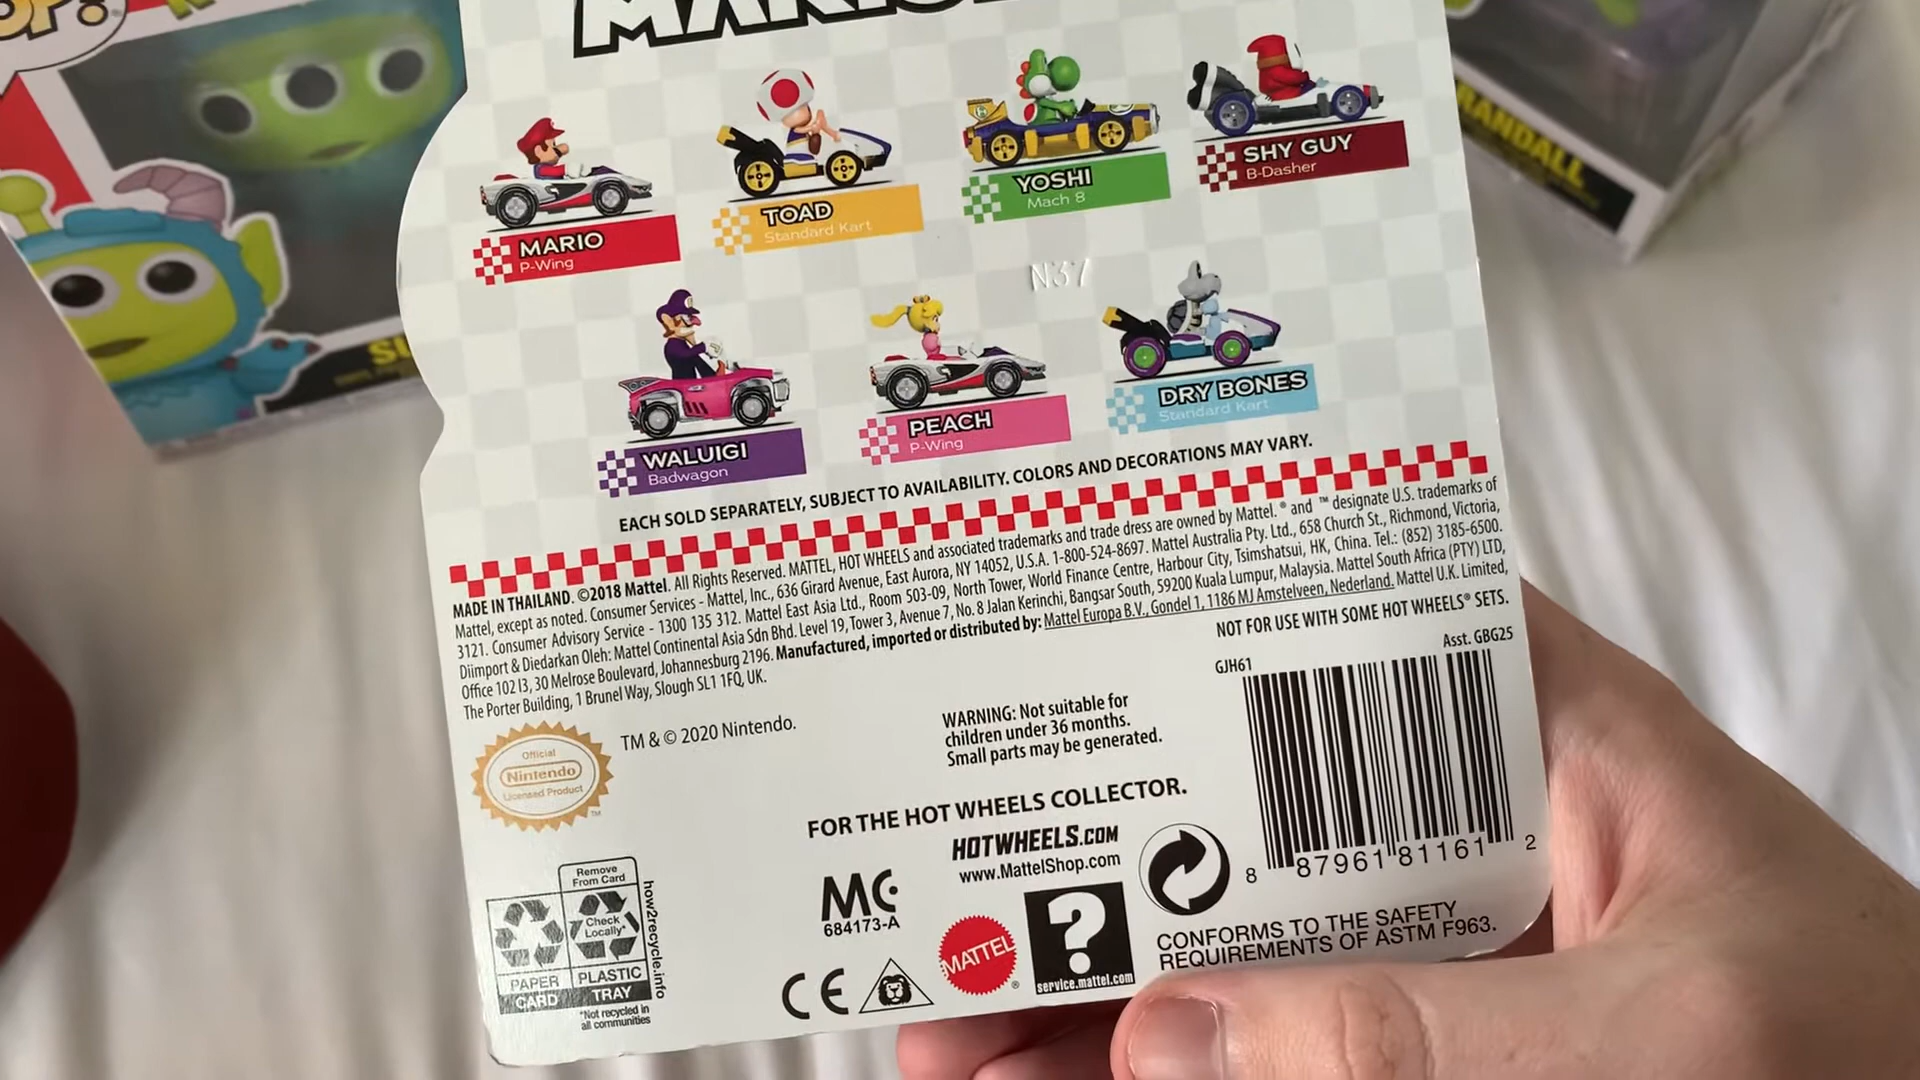 MARIO
P-Wing
TOAD
Standard Kart
YOSHI
Mach 8
SHY GUY
B-Dasher
RANDALL
N37
WALUIGI
Badwagon
PEACH
P-Wing
DRY BONES
Standard Kart
EACH SOLD SEPARATELY, SUBJECT TO AVAILABILITY. COLORS AND DECORATIONS MAY VARY.
MADE IN THAILAND. ©2018 Mattel. All Rights Reserved. MATTEL, HOT WHEELS and associated trademarks and trade dress are owned by Mattel. ® and ™ designate U.S. trademarks of
Mattel, except as noted. Consumer Services - Mattel, Inc., 636 Girard Avenue, East Aurora, NY 14052, U.S.A. 1-800-524-8697. Mattel Australia Pty. Ltd., 658 Church St., Richmond, Victoria,
3121. Consumer Advisory Service - 1300 135 312. Mattel East Asia Ltd., Room 503-09, North Tower, World Finance Centre, Harbour City, Tsimshatsui, HK, China. Tel.: (852) 3185-6500.
Diimport & Diedarkan Oleh: Mattel Continental Asia Sdn Bhd. Level 19, Tower 3, Avenue 7, No. 8 Jalan Kerinchi, Bangsar South, 59200 Kuala Lumpur, Malaysia. Mattel South Africa (PTY) LTD,
Office 102 I3, 30 Melrose Boulevard, Johannesburg 2196. Manufactured, imported or distributed by: Mattel Europa B.V., Gondel 1, 1186 MJ Amstelveen, Nederland. Mattel U.K. Limited,
The Porter Building, 1 Brunel Way, Slough SL1 1FQ, UK.
NOT FOR USE WITH SOME HOT WHEELS® SETS.
GJH61
Asst. GBG25
Official
Nintendo
Licensed Product
™
TM & © 2020 Nintendo.
WARNING: Not suitable for
children under 36 months.
Small parts may be generated.
FOR THE HOT WHEELS COLLECTOR.
HOTWHEELS.COM
www.MattelShop.com
8 87961 81161 2
Remove
From Card
Check
Locally*
PAPER
CARD
PLASTIC
TRAY
how2recycle.info
*Not recycled in
all communities
MC
684173-A
CE
MATTEL®
?
service.mattel.com
CONFORMS TO THE SAFETY
REQUIREMENTS OF ASTM F963.